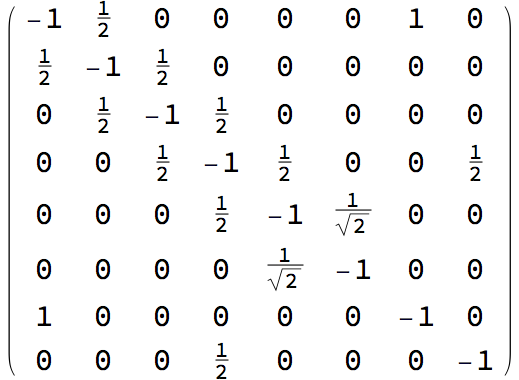 -1 1/2 0 0 0 0 1 0
1/2 -1 1/2 0 0 0 0 0
0 1/2 -1 1/2 0 0 0 0
0 0 1/2 -1 1/2 0 0 1/2
0 0 0 1/2 -1 1/√2 0 0
0 0 0 0 1/√2 -1 0 0
1 0 0 0 0 0 -1 0
0 0 0 1/2 0 0 0 -1